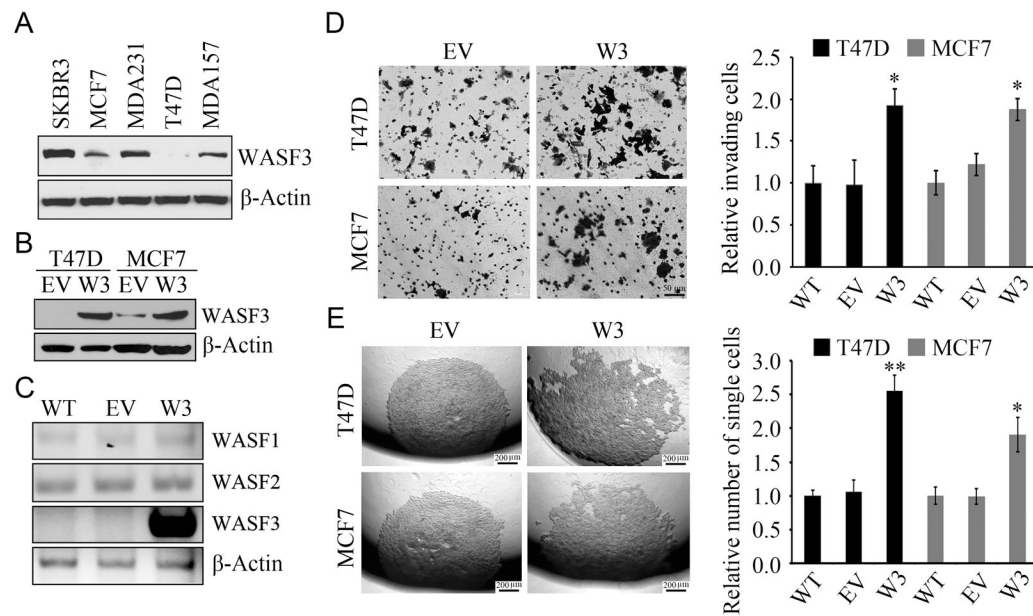 A
SKBR3
MCF7
MDA231
T47D
MDA157
WASF3
β-Actin
B
T47D MCF7
EV W3 EV W3
WASF3
β-Actin
C
WT EV W3
WASF1
WASF2
WASF3
β-Actin
D
EV W3
T47D
MCF7
50 μm
T47D MCF7
Relative invading cells
2.5
2.0
1.5
1.0
0.5
0.0
* *
WT EV W3 WT EV W3
E
EV W3
T47D
200 μm 200 μm
MCF7
200 μm 200 μm
T47D MCF7
Relative number of single cells
3.0
2.5
2.0
1.5
1.0
0.5
0.0
** *
WT EV W3 WT EV W3